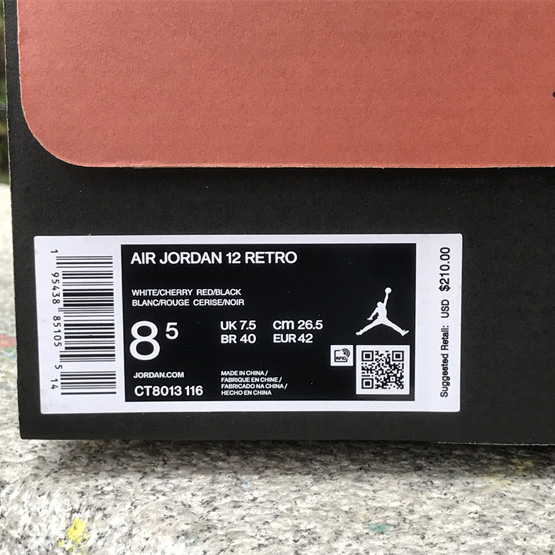 AIR JORDAN 12 RETRO
WHITE/CHERRY RED/BLACK
BLANC/ROUGE CERISE/NOIR
8 5
UK 7.5 cm 26.5
BR 40 EUR 42
JORDAN.COM
CT8013 116
MADE IN CHINA /
FABRIQUÉ EN CHINE /
FABRICADO NA CHINA /
HECHO EN CHINA
RFID
1 95438 85105 5 14
Suggested Retail: USD $210.00